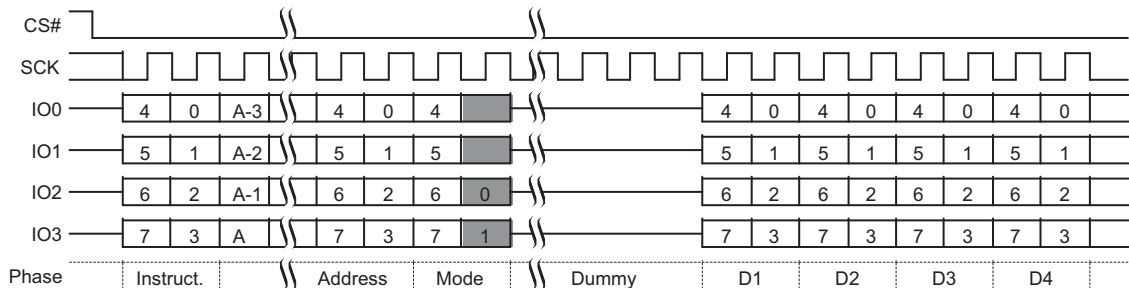 CS#
SCK
IO0 4 0 A-3 4 0 4 4 0 4 0 4 0 4 0
IO1 5 1 A-2 5 1 5 5 1 5 1 5 1 5 1
IO2 6 2 A-1 6 2 6 0 6 2 6 2 6 2 6 2
IO3 7 3 A 7 3 7 1 7 3 7 3 7 3 7 3
Phase Instruct. Address Mode Dummy D1 D2 D3 D4